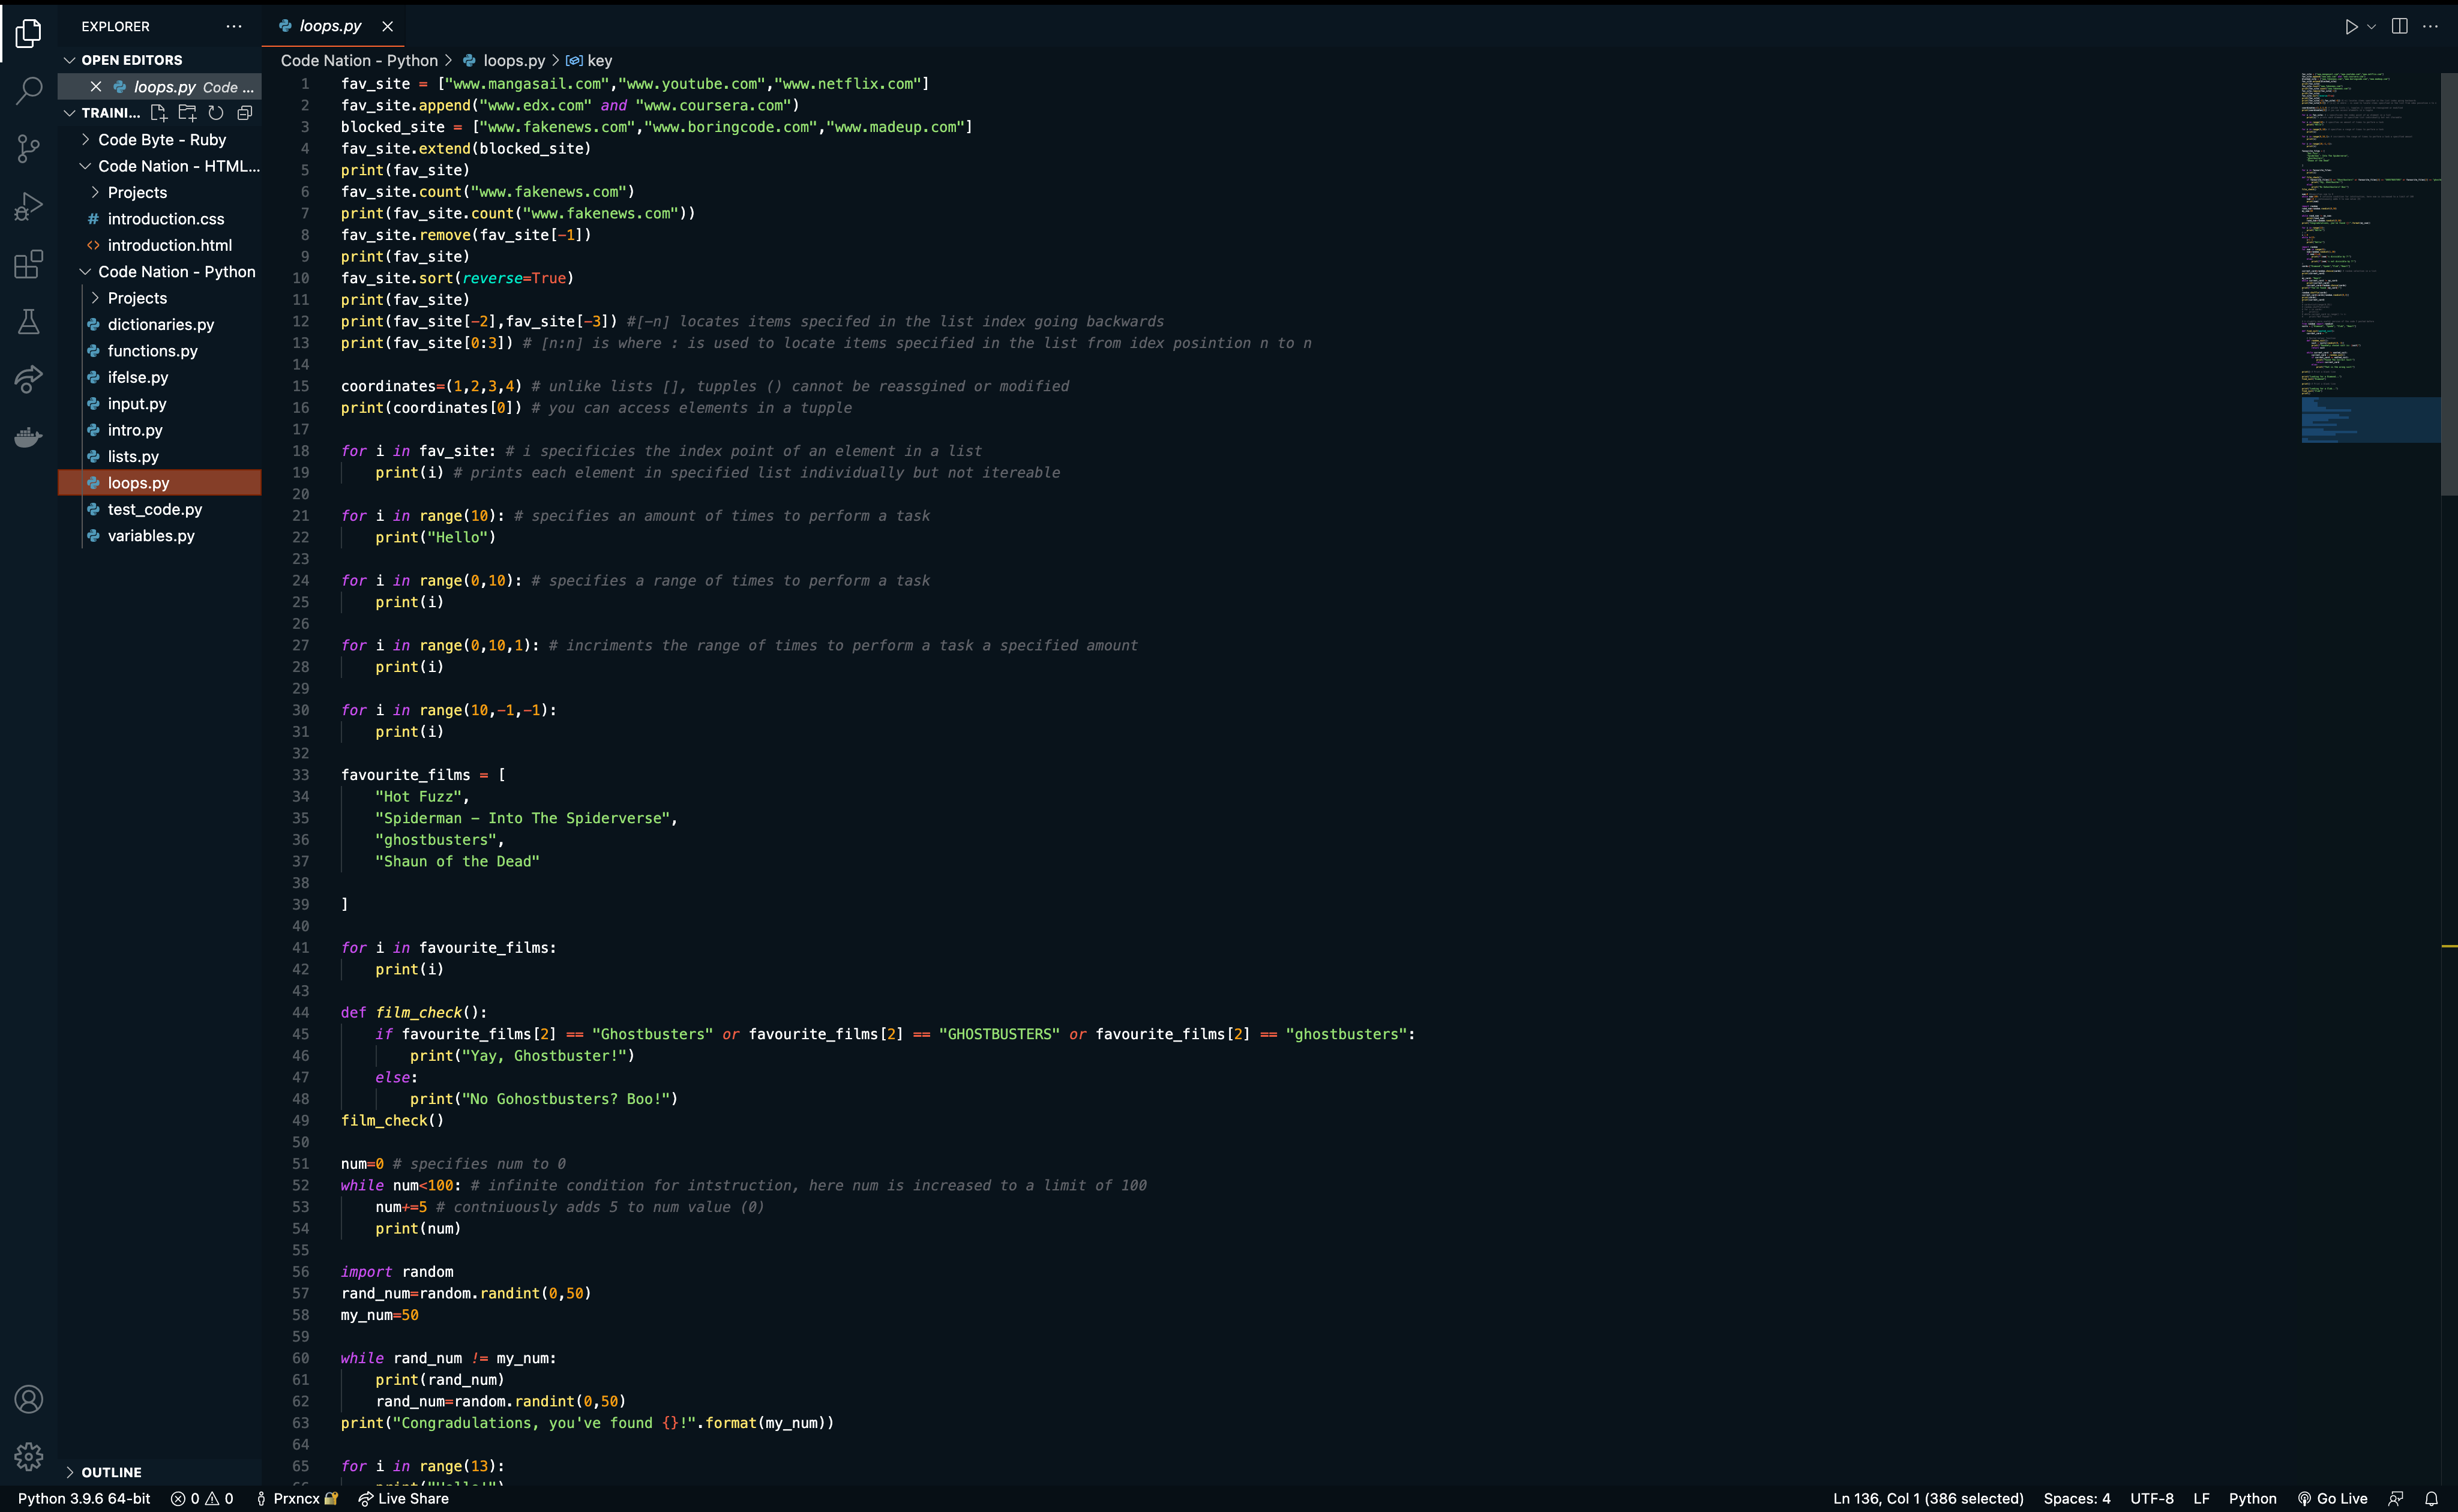 EXPLORER
OPEN EDITORS
loops.py Code ...
TRAINI...
Code Byte - Ruby
Code Nation - HTML...
Projects
introduction.css
introduction.html
Code Nation - Python
Projects
dictionaries.py
functions.py
ifelse.py
input.py
intro.py
lists.py
loops.py
test_code.py
variables.py
OUTLINE
loops.py
Code Nation - Python > loops.py > key
1 fav_site = ["www.mangasail.com","www.youtube.com","www.netflix.com"]
2 fav_site.append("www.edx.com" and "www.coursera.com")
3 blocked_site = ["www.fakenews.com","www.boringcode.com","www.madeup.com"]
4 fav_site.extend(blocked_site)
5 print(fav_site)
6 fav_site.count("www.fakenews.com")
7 print(fav_site.count("www.fakenews.com"))
8 fav_site.remove(fav_site[-1])
9 print(fav_site)
10 fav_site.sort(reverse=True)
11 print(fav_site)
12 print(fav_site[-2],fav_site[-3]) #[-n] locates items specifed in the list index going backwards
13 print(fav_site[0:3]) # [n:n] is where : is used to locate items specified in the list from idex posintion n to n
14
15 coordinates=(1,2,3,4) # unlike lists [], tupples () cannot be reassgined or modified
16 print(coordinates[0]) # you can access elements in a tupple
17
18 for i in fav_site: # i specificies the index point of an element in a list
19 print(i) # prints each element in specified list individually but not itereable
20
21 for i in range(10): # specifies an amount of times to perform a task
22 print("Hello")
23
24 for i in range(0,10): # specifies a range of times to perform a task
25 print(i)
26
27 for i in range(0,10,1): # incriments the range of times to perform a task a specified amount
28 print(i)
29
30 for i in range(10,-1,-1):
31 print(i)
32
33 favourite_films = [
34 "Hot Fuzz",
35 "Spiderman - Into The Spiderverse",
36 "ghostbusters",
37 "Shaun of the Dead"
38
39 ]
40
41 for i in favourite_films:
42 print(i)
43
44 def film_check():
45 if favourite_films[2] == "Ghostbusters" or favourite_films[2] == "GHOSTBUSTERS" or favourite_films[2] == "ghostbusters":
46 print("Yay, Ghostbuster!")
47 else:
48 print("No Gohostbusters? Boo!")
49 film_check()
50
51 num=0 # specifies num to 0
52 while num<100: # infinite condition for intstruction, here num is increased to a limit of 100
53 num+=5 # contniuously adds 5 to num value (0)
54 print(num)
55
56 import random
57 rand_num=random.randint(0,50)
58 my_num=50
59
60 while rand_num != my_num:
61 print(rand_num)
62 rand_num=random.randint(0,50)
63 print("Congradulations, you've found {}!".format(my_num))
64
65 for i in range(13):
Python 3.9.6 64-bit 0 0 Prxncx Live Share Ln 136, Col 1 (386 selected) Spaces: 4 UTF-8 LF Python Go Live